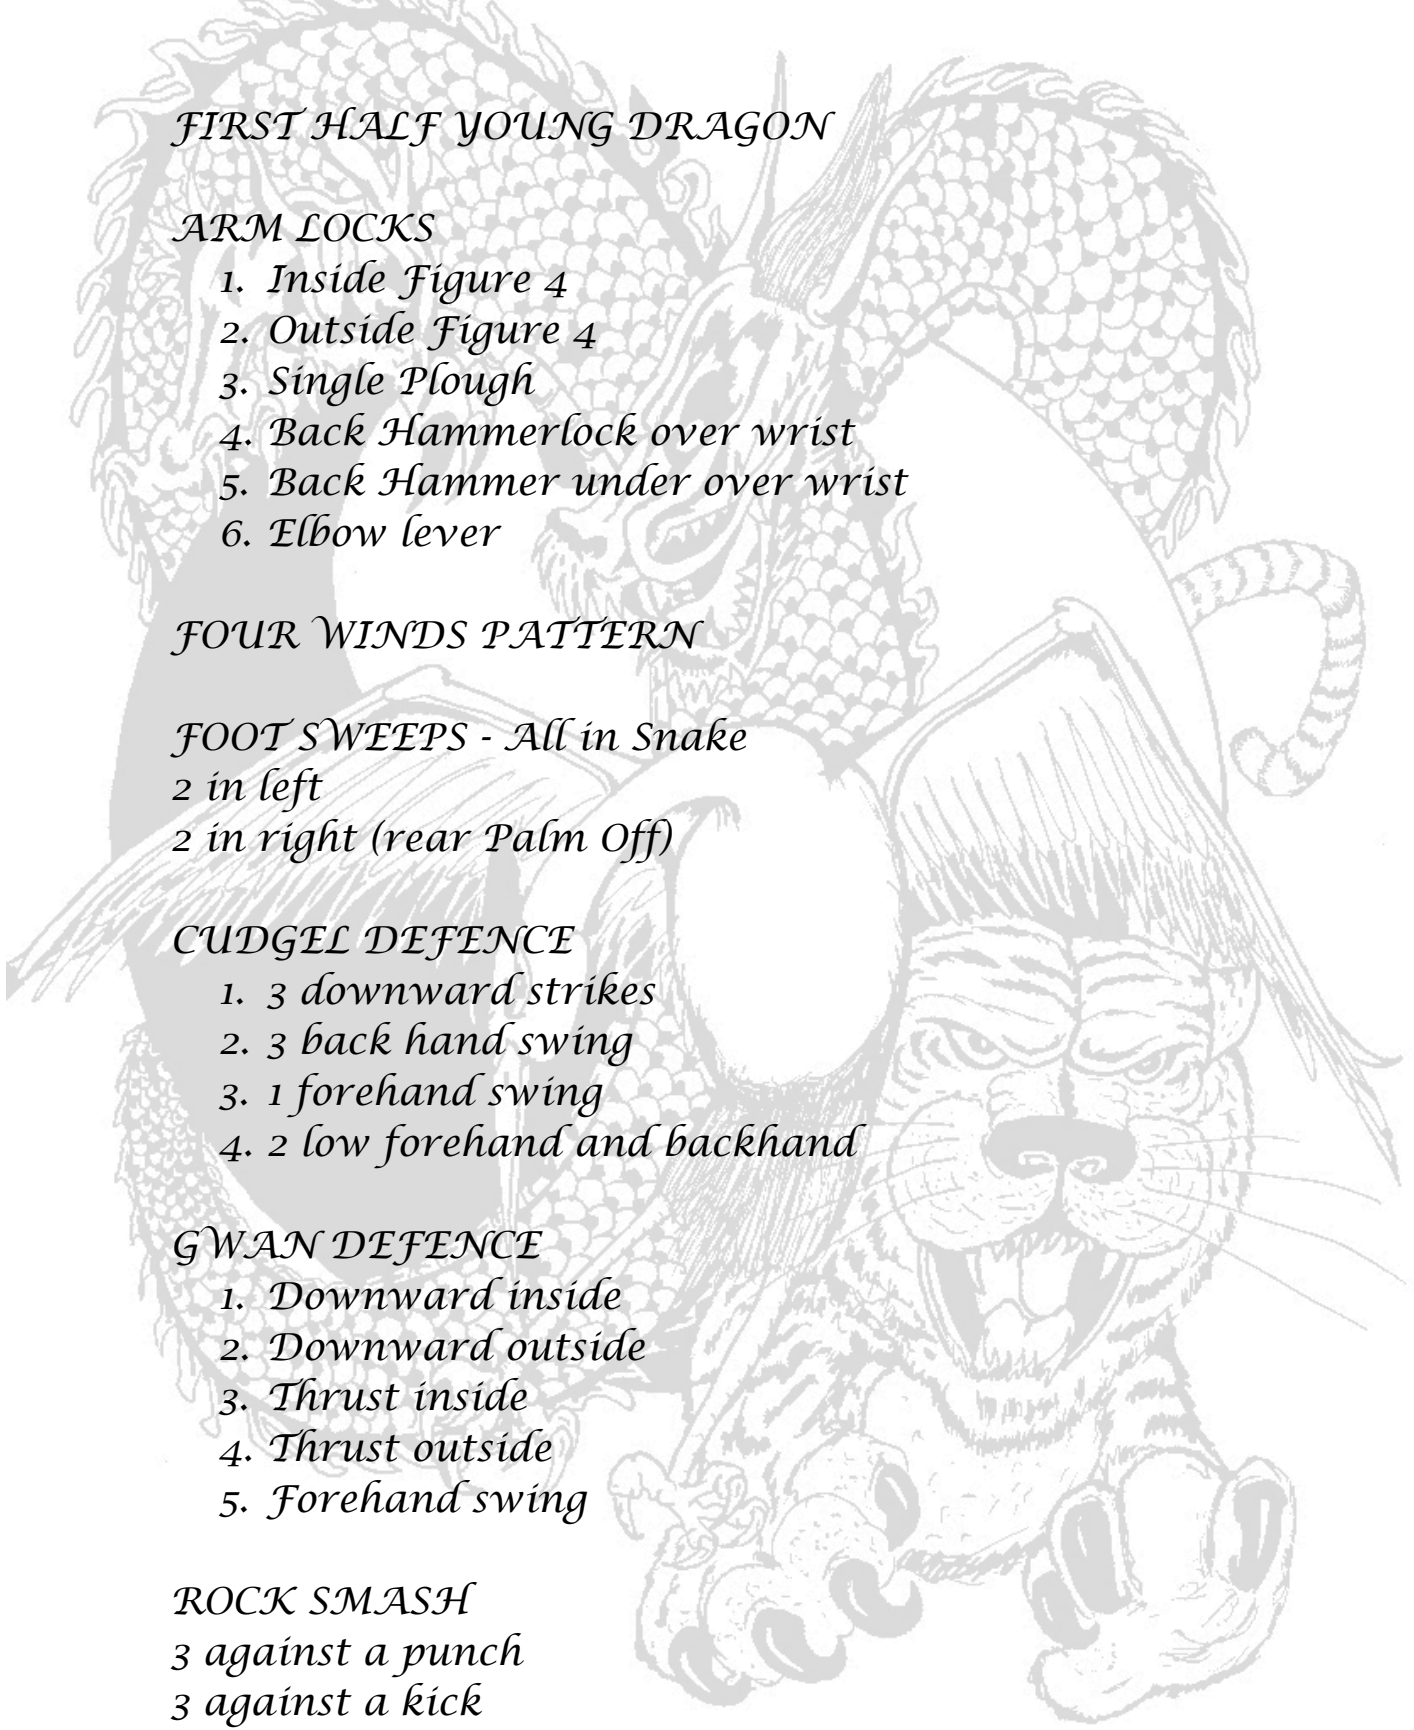 FIRST HALF YOUNG DRAGON
ARM LOCKS
1. Inside Figure 4
2. Outside Figure 4
3. Single Plough
4. Back Hammerlock over wrist
5. Back Hammer under over wrist
6. Elbow lever
FOUR WINDS PATTERN
FOOT SWEEPS - All in Snake
2 in left
2 in right (rear Palm Off)
CUDGEL DEFENCE
1. 3 downward strikes
2. 3 back hand swing
3. 1 forehand swing
4. 2 low forehand and backhand
GWAN DEFENCE
1. Downward inside
2. Downward outside
3. Thrust inside
4. Thrust outside
5. Forehand swing
ROCK SMASH
3 against a punch
3 against a kick